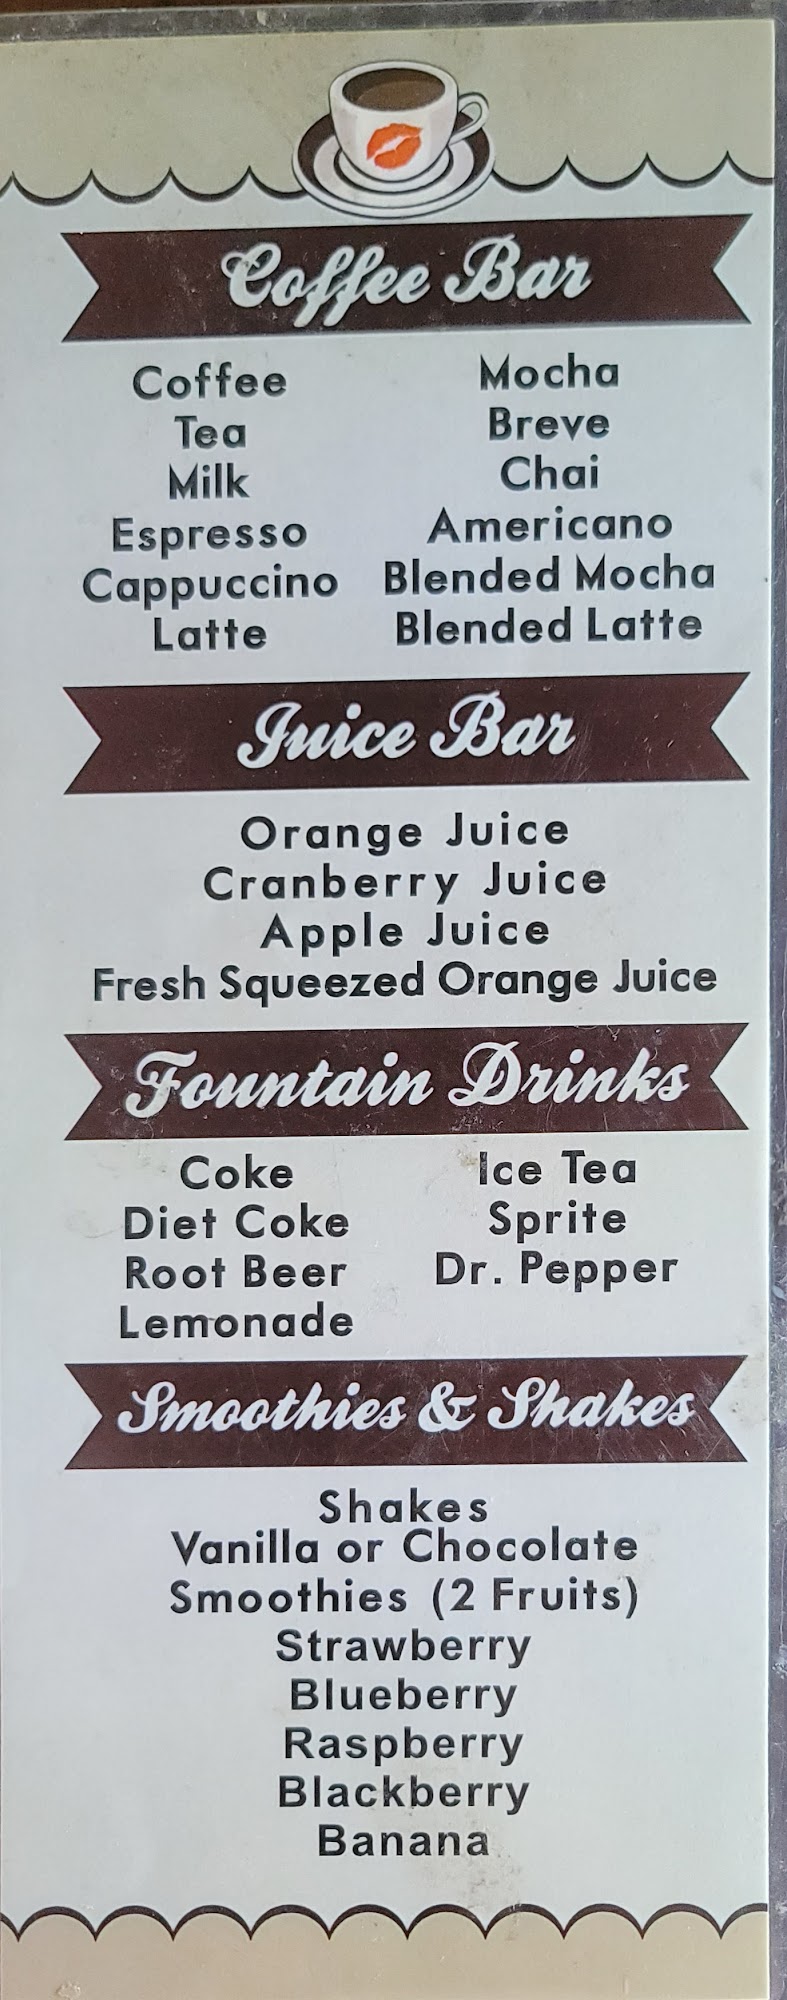 Coffee Bar
Coffee
Tea
Milk
Espresso
Cappuccino
Latte
Mocha
Breve
Chai
Americano
Blended Mocha
Blended Latte
Juice Bar
Orange Juice
Cranberry Juice
Apple Juice
Fresh Squeezed Orange Juice
Fountain Drinks
Coke
Diet Coke
Root Beer
Lemonade
Ice Tea
Sprite
Dr. Pepper
Smoothies & Shakes
Shakes
Vanilla or Chocolate
Smoothies (2 Fruits)
Strawberry
Blueberry
Raspberry
Blackberry
Banana